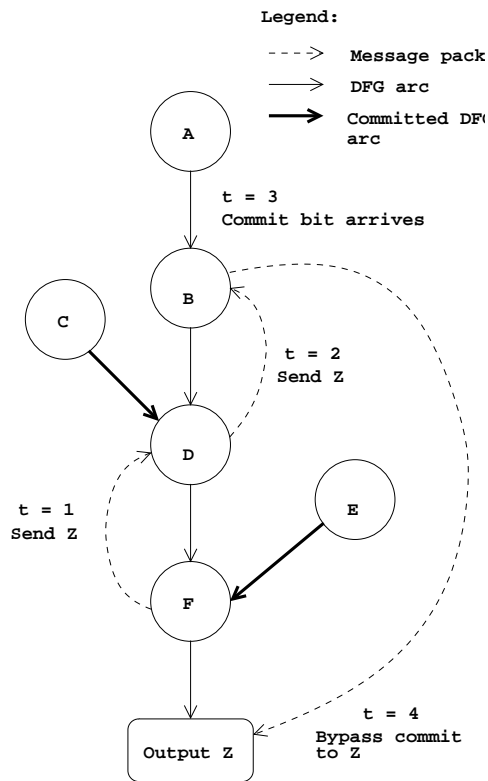 Legend:
Message pack
DFG arc
Committed DFG
arc
A
t = 3
Commit bit arrives
B
C
t = 2
Send Z
D
t = 1
Send Z
E
F
t = 4
Bypass commit
to Z
Output Z